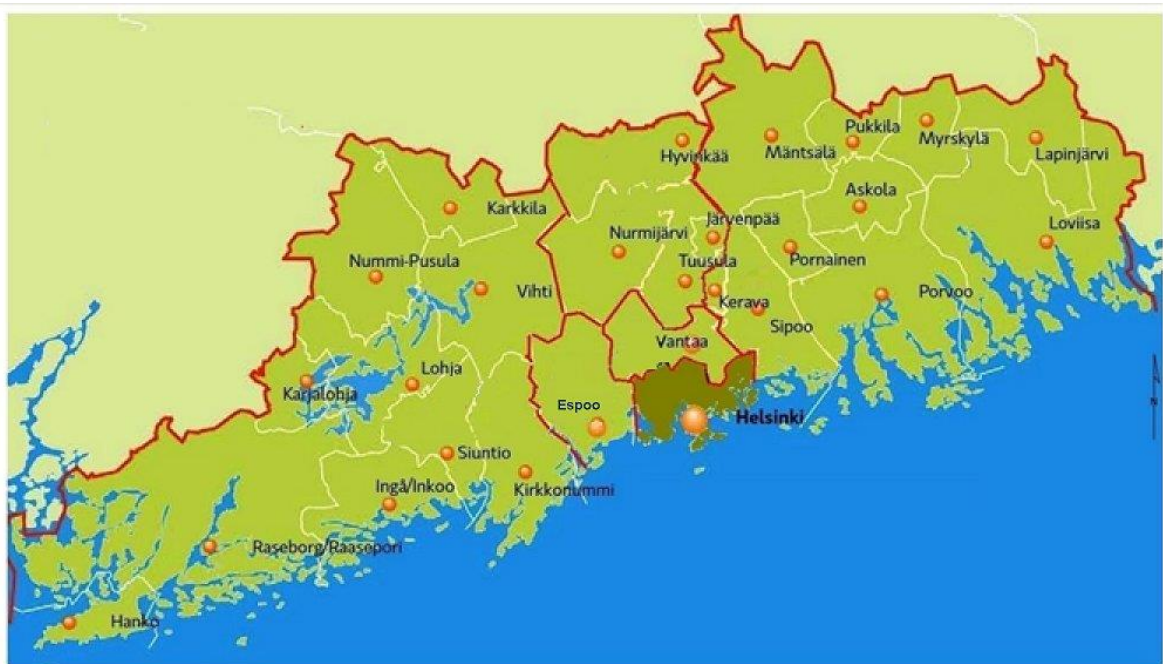 Pukkila
Myrskylä
Hyvinkää
Mäntsälä
Lapinjärvi
Askola
Karkkila
Järvenpää
Loviisa
Nurmijärvi
Nummi-Pusula
Tuusula
Pornainen
Vihti
Kerava
Porvoo
Sipoo
Vantaa
Lohja
Karjalohja
Espoo
Helsinki
Siuntio
Ingå/Inkoo
Kirkkonummi
Raseborg/Raasepori
Hanko
N